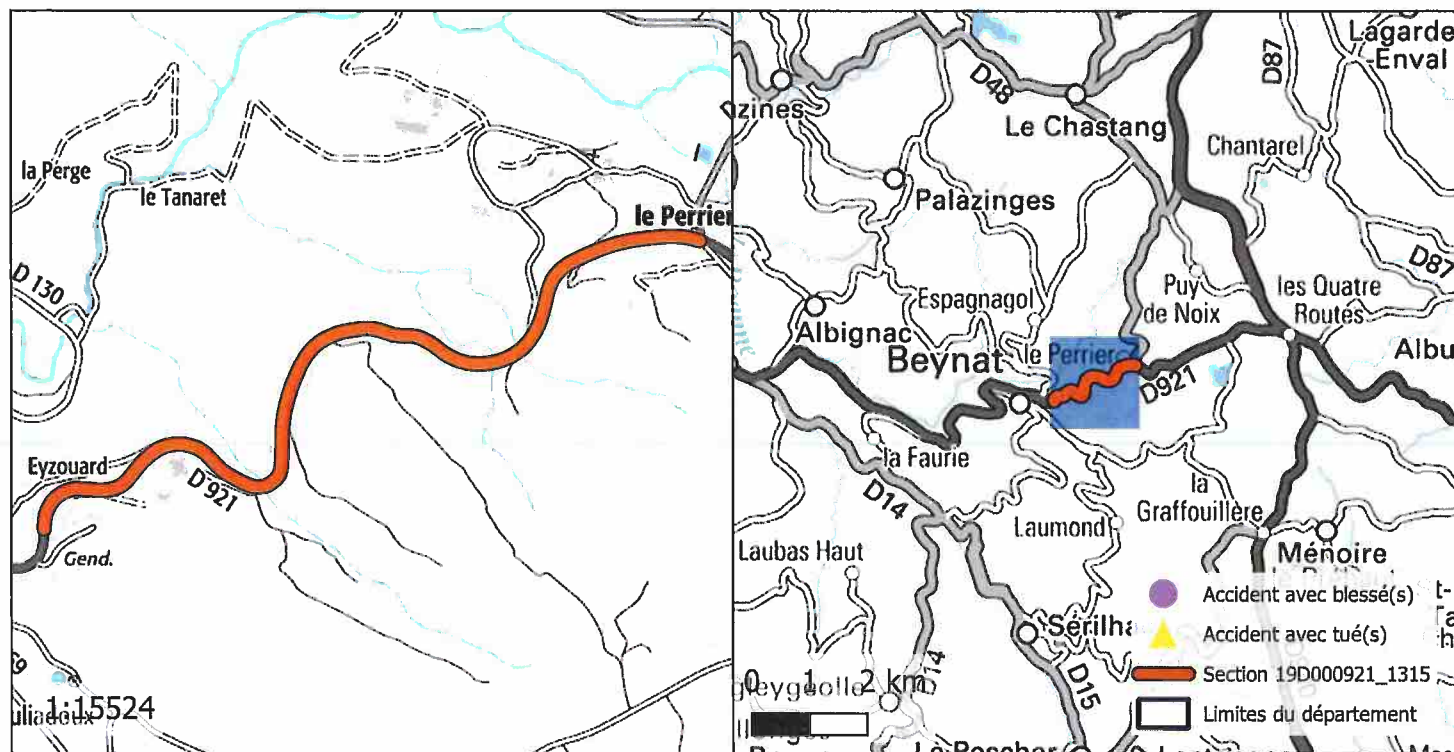 la Perge
le Tanaret
le Perrier
D 130
Eyzouard
D 921
Gend.
1:15524
Lagarde
-Enval
D87
D48
Le Chastang
Chantarel
Palazinges
D87
Espagnagol
Puy
de Noix
les Quatre
Routes
Albignac
Beynat
le Perrier
D921
la Faurie
D14
la
Graffouillère
Laumond
Ménoire
Laubas Haut
Accident avec blessé(s)
Accident avec tué(s)
D14
D15
0 1 2 km
Section 19D000921_1315
Limites du département